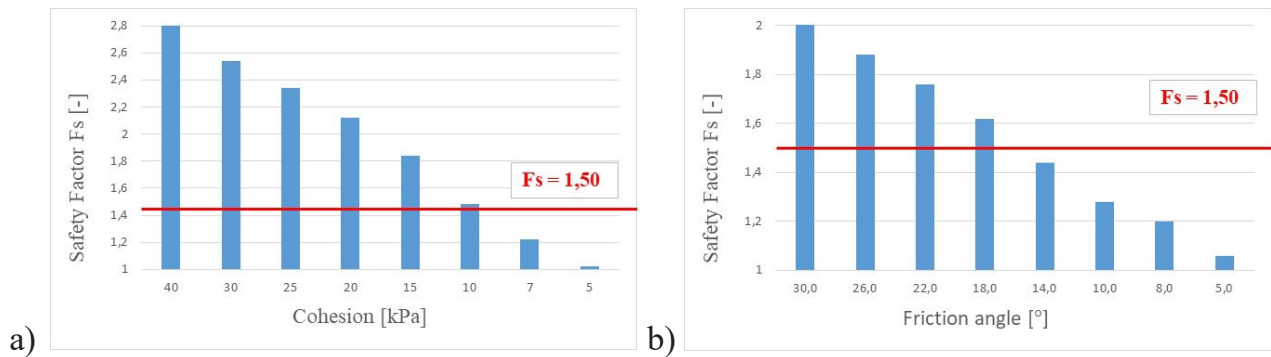 a)
Safety Factor Fs [-]
2,8
2,6
2,4
2,2
2
1,8
1,6
1,4
1,2
1
Fs = 1,50
40 30 25 20 15 10 7 5
Cohesion [kPa]
b)
Safety Factor Fs [-]
2
1,8
1,6
1,4
1,2
1
Fs = 1,50
30,0 26,0 22,0 18,0 14,0 10,0 8,0 5,0
Friction angle [°]